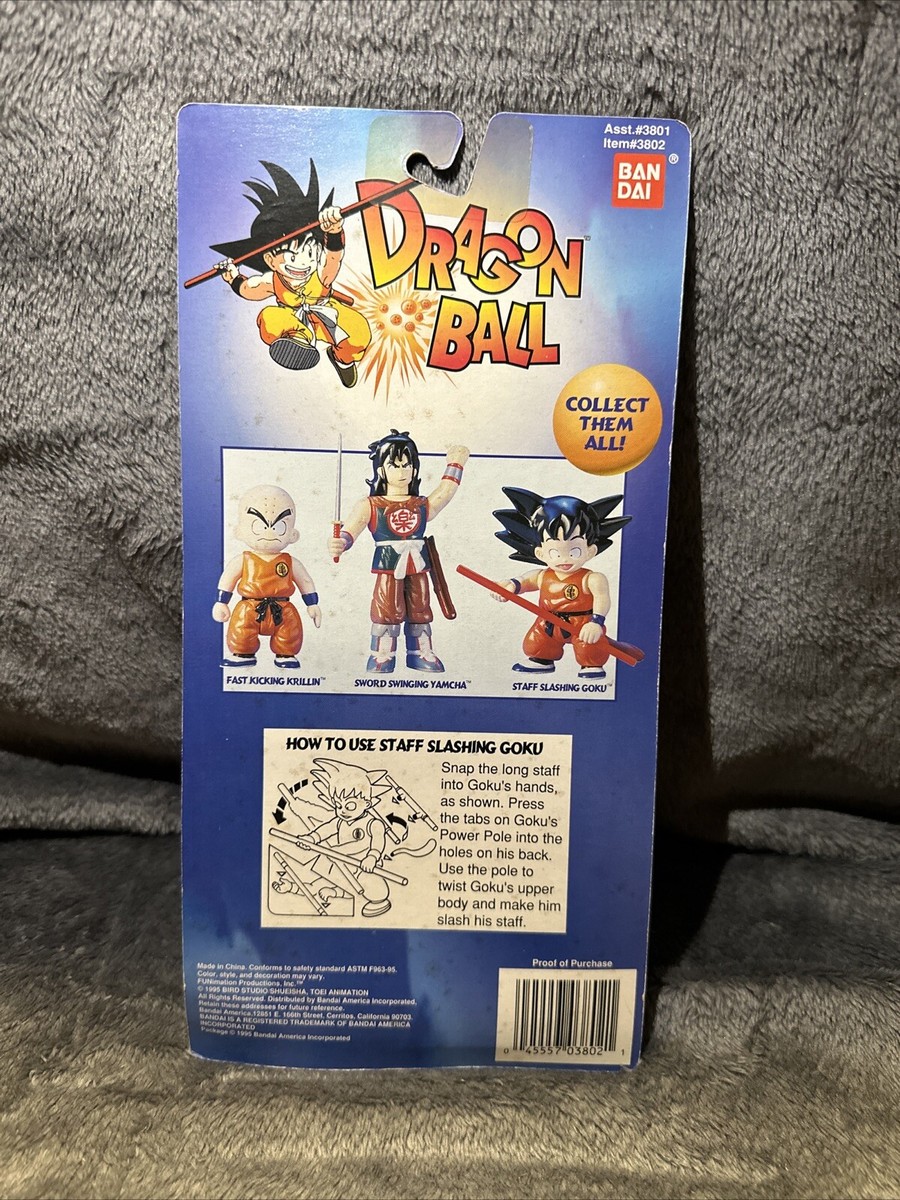 Asst.#3801
Item#3802
BAN
DAI
®
DRAGON
BALL
™
COLLECT
THEM
ALL!
FAST KICKING KRILLIN™
SWORD SWINGING YAMCHA™
STAFF SLASHING GOKU™
楽
HOW TO USE STAFF SLASHING GOKU
Snap the long staff
into Goku's hands,
as shown. Press
the tabs on Goku's
Power Pole into the
holes on his back.
Use the pole to
twist Goku's upper
body and make him
slash his staff.
Made in China. Conforms to safety standard ASTM F963-95.
Color, style, and decoration may vary.
FUNimation Productions, Inc.™
© 1995 BIRD STUDIO SHUEISHA, TOEI ANIMATION
All Rights Reserved. Distributed by Bandai America Incorporated,
Retain these addresses for future reference.
Bandai America,12851 E. 166th Street, Cerritos, California 90703.
BANDAI IS A REGISTERED TRADEMARK OF BANDAI AMERICA
INCORPORATED
Package © 1995 Bandai America Incorporated
Proof of Purchase
0 45557 03802 1